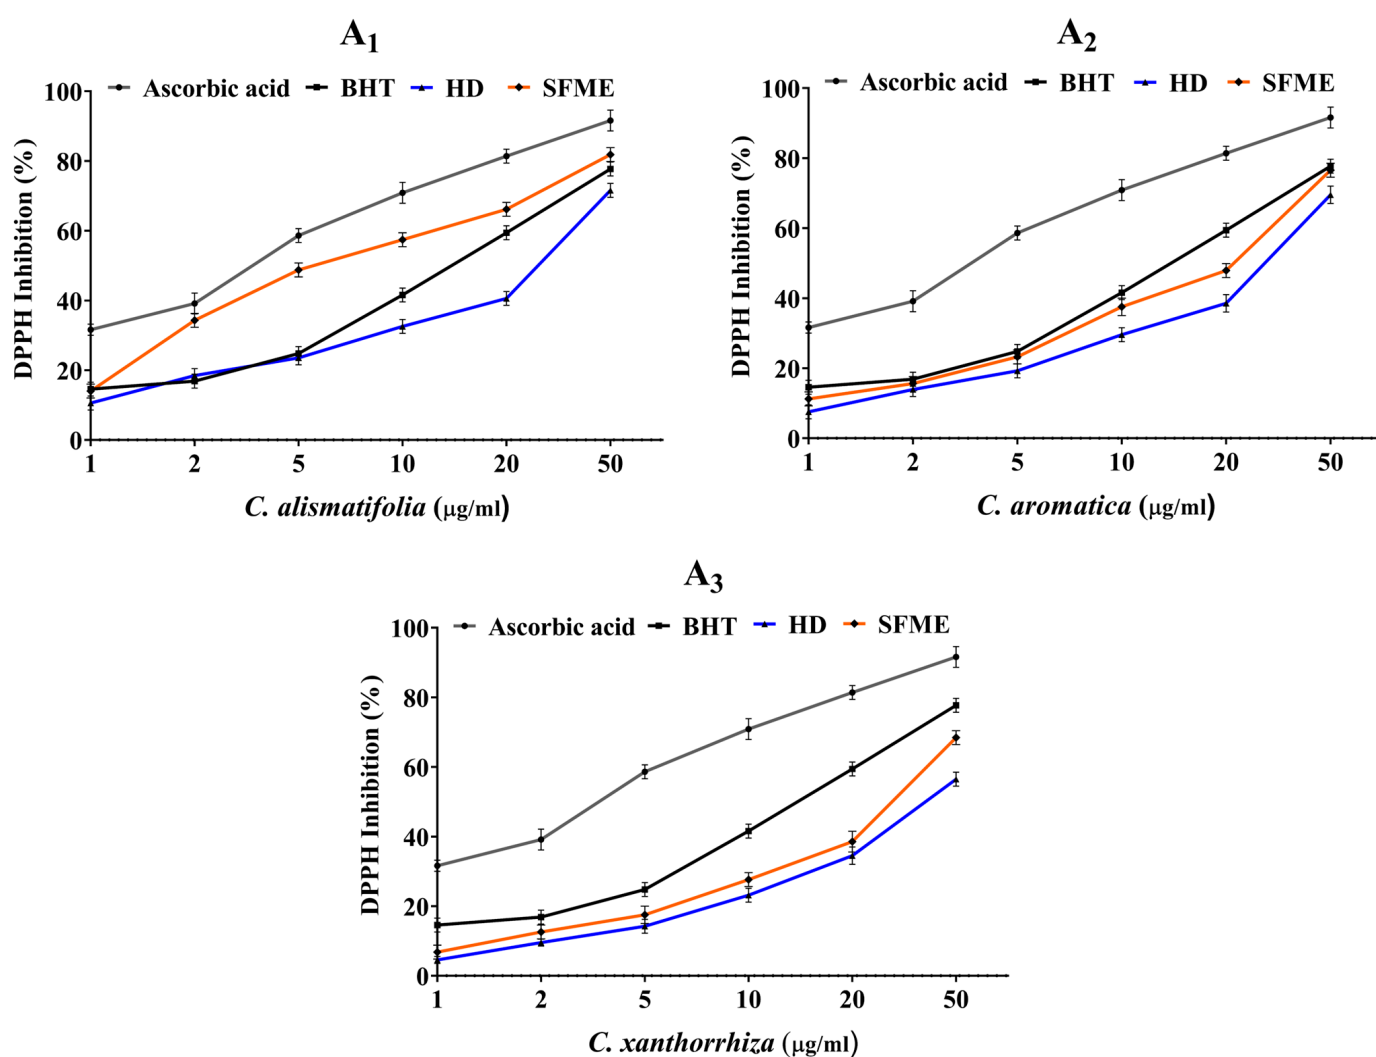 A1
Ascorbic acid BHT HD SFME
DPPH Inhibition (%)
100
80
60
40
20
0
1 2 5 10 20 50
C. alismatifolia (μg/ml)
A2
Ascorbic acid BHT HD SFME
DPPH Inhibition (%)
100
80
60
40
20
0
1 2 5 10 20 50
C. aromatica (μg/ml)
A3
Ascorbic acid BHT HD SFME
DPPH Inhibition (%)
100
80
60
40
20
0
1 2 5 10 20 50
C. xanthorrhiza (μg/ml)